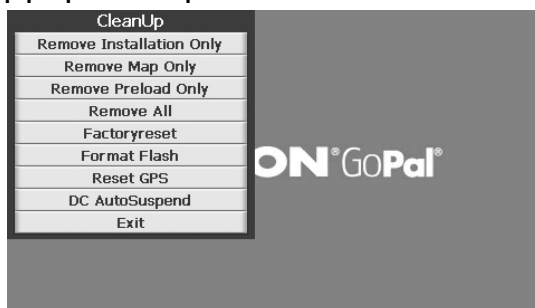 CleanUp
Remove Installation Only
Remove Map Only
Remove Preload Only
Remove All
Factoryreset
Format Flash
Reset GPS
DC AutoSuspend
Exit
ON®GoPal®